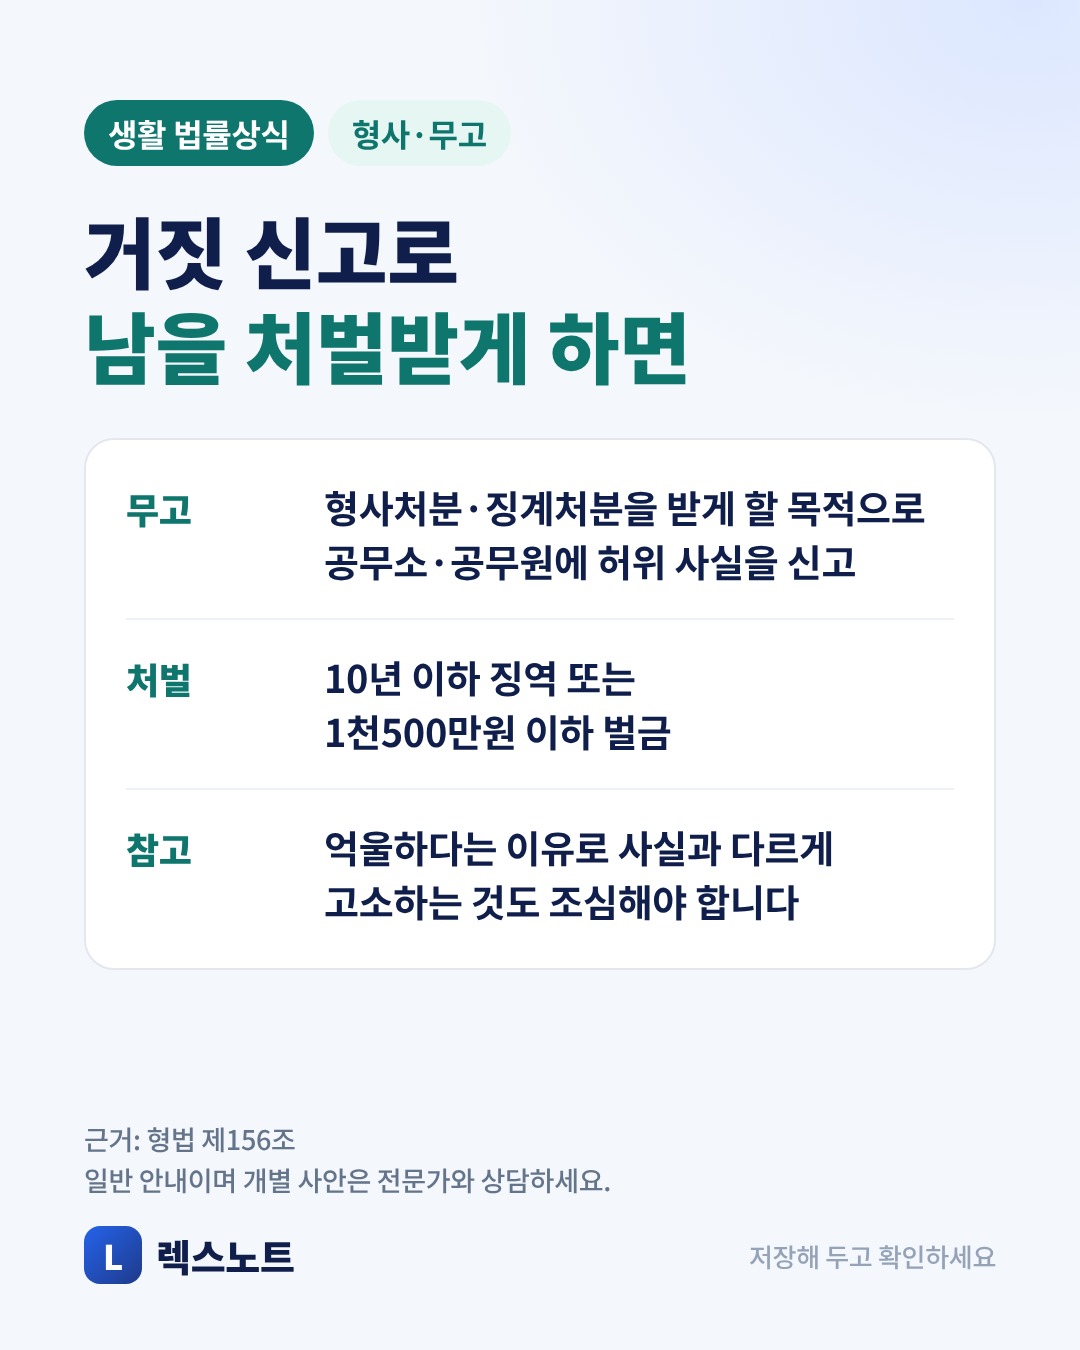 생활 법률상식
형사·무고
거짓 신고로
남을 처벌받게 하면
무고
형사처분·징계처분을 받게 할 목적으로
공무소·공무원에 허위 사실을 신고
처벌
10년 이하 징역 또는
1천500만원 이하 벌금
참고
억울하다는 이유로 사실과 다르게
고소하는 것도 조심해야 합니다
근거: 형법 제156조
일반 안내이며 개별 사안은 전문가와 상담하세요.
L 렉스노트
저장해 두고 확인하세요